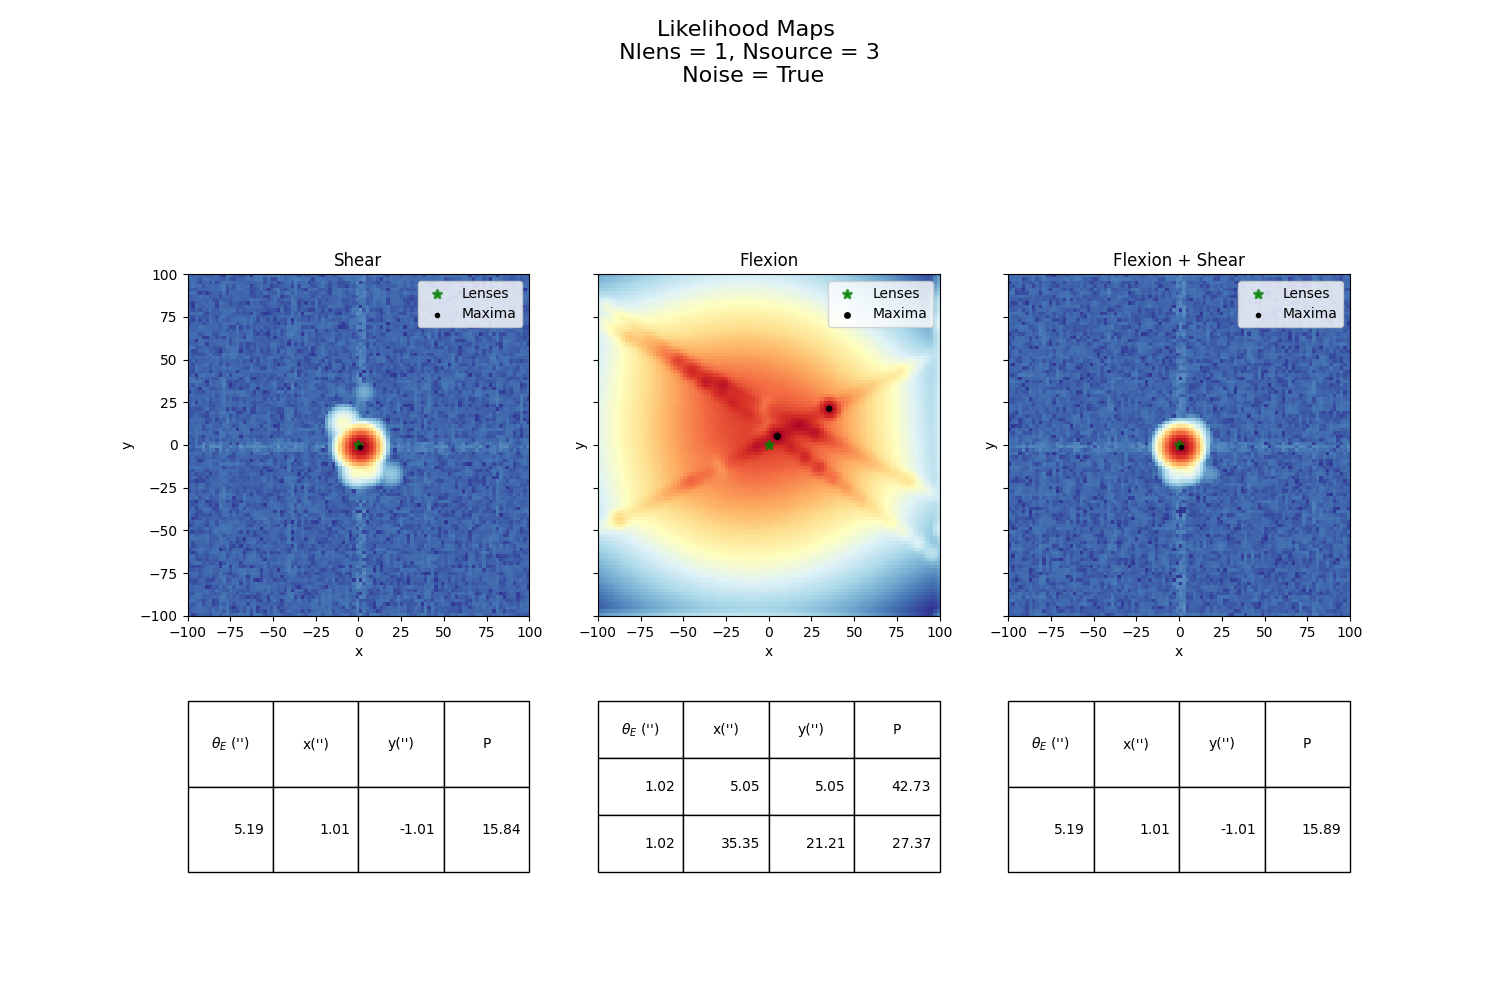 Likelihood Maps
Nlens = 1, Nsource = 3
Noise = True
Shear
Flexion
Flexion + Shear
Lenses
Maxima
Lenses
Maxima
Lenses
Maxima
100
75
50
25
0
−25
−50
−75
−100
y
y
y
−100 −75 −50 −25 0 25 50 75 100
−100 −75 −50 −25 0 25 50 75 100
−100 −75 −50 −25 0 25 50 75 100
x
x
x
θE ('') x('') y('') P
5.19 1.01 -1.01 15.84
θE ('') x('') y('') P
1.02 5.05 5.05 42.73
1.02 35.35 21.21 27.37
θE ('') x('') y('') P
5.19 1.01 -1.01 15.89